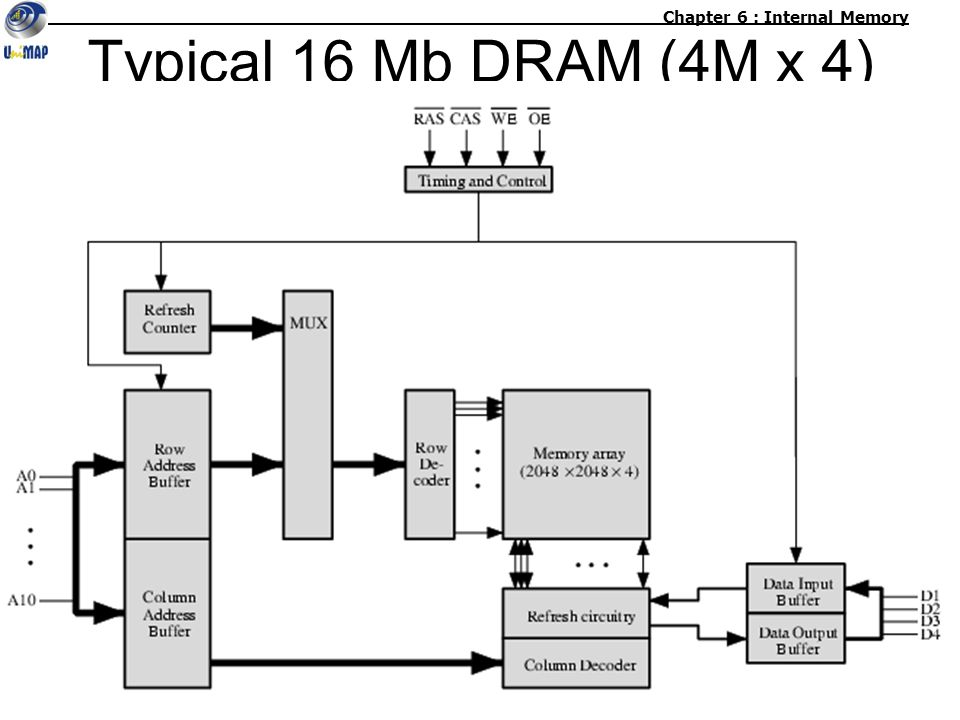 Chapter 6 : Internal Memory
UniMAP
Typical 16 Mb DRAM (4M x 4)
RAS CAS WE OE
Timing and Control
Refresh
Counter
MUX
Row
Address
Buffer
Row
De-
coder
Memory array
(2048 ×2048 × 4)
A0
A1
A10
Column
Address
Buffer
Refresh circuitry
Column Decoder
Data Input
Buffer
Data Output
Buffer
D1
D2
D3
D4